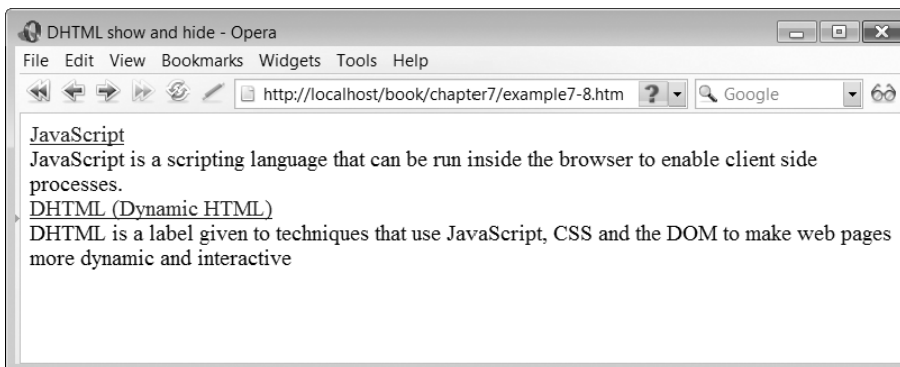 DHTML show and hide - Opera
File Edit View Bookmarks Widgets Tools Help
http://localhost/book/chapter7/example7-8.htm ? Google
JavaScript
JavaScript is a scripting language that can be run inside the browser to enable client side
processes.
DHTML (Dynamic HTML)
DHTML is a label given to techniques that use JavaScript, CSS and the DOM to make web pages
more dynamic and interactive